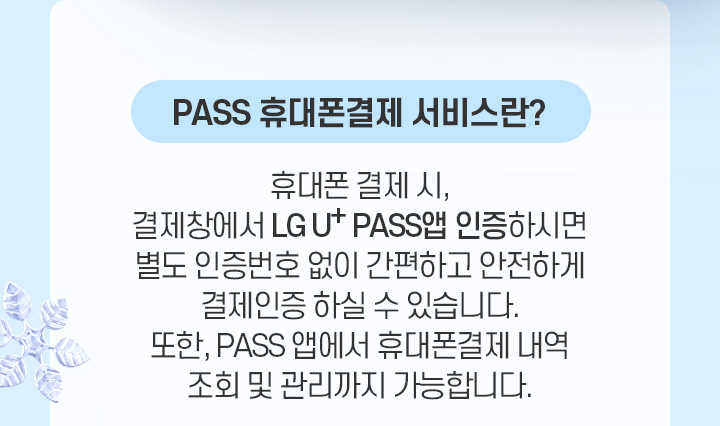 PASS 휴대폰결제 서비스란?
휴대폰 결제 시,
결제창에서 LG U+ PASS앱 인증하시면
별도 인증번호 없이 간편하고 안전하게
결제인증 하실 수 있습니다.
또한, PASS 앱에서 휴대폰결제 내역
조회 및 관리까지 가능합니다.